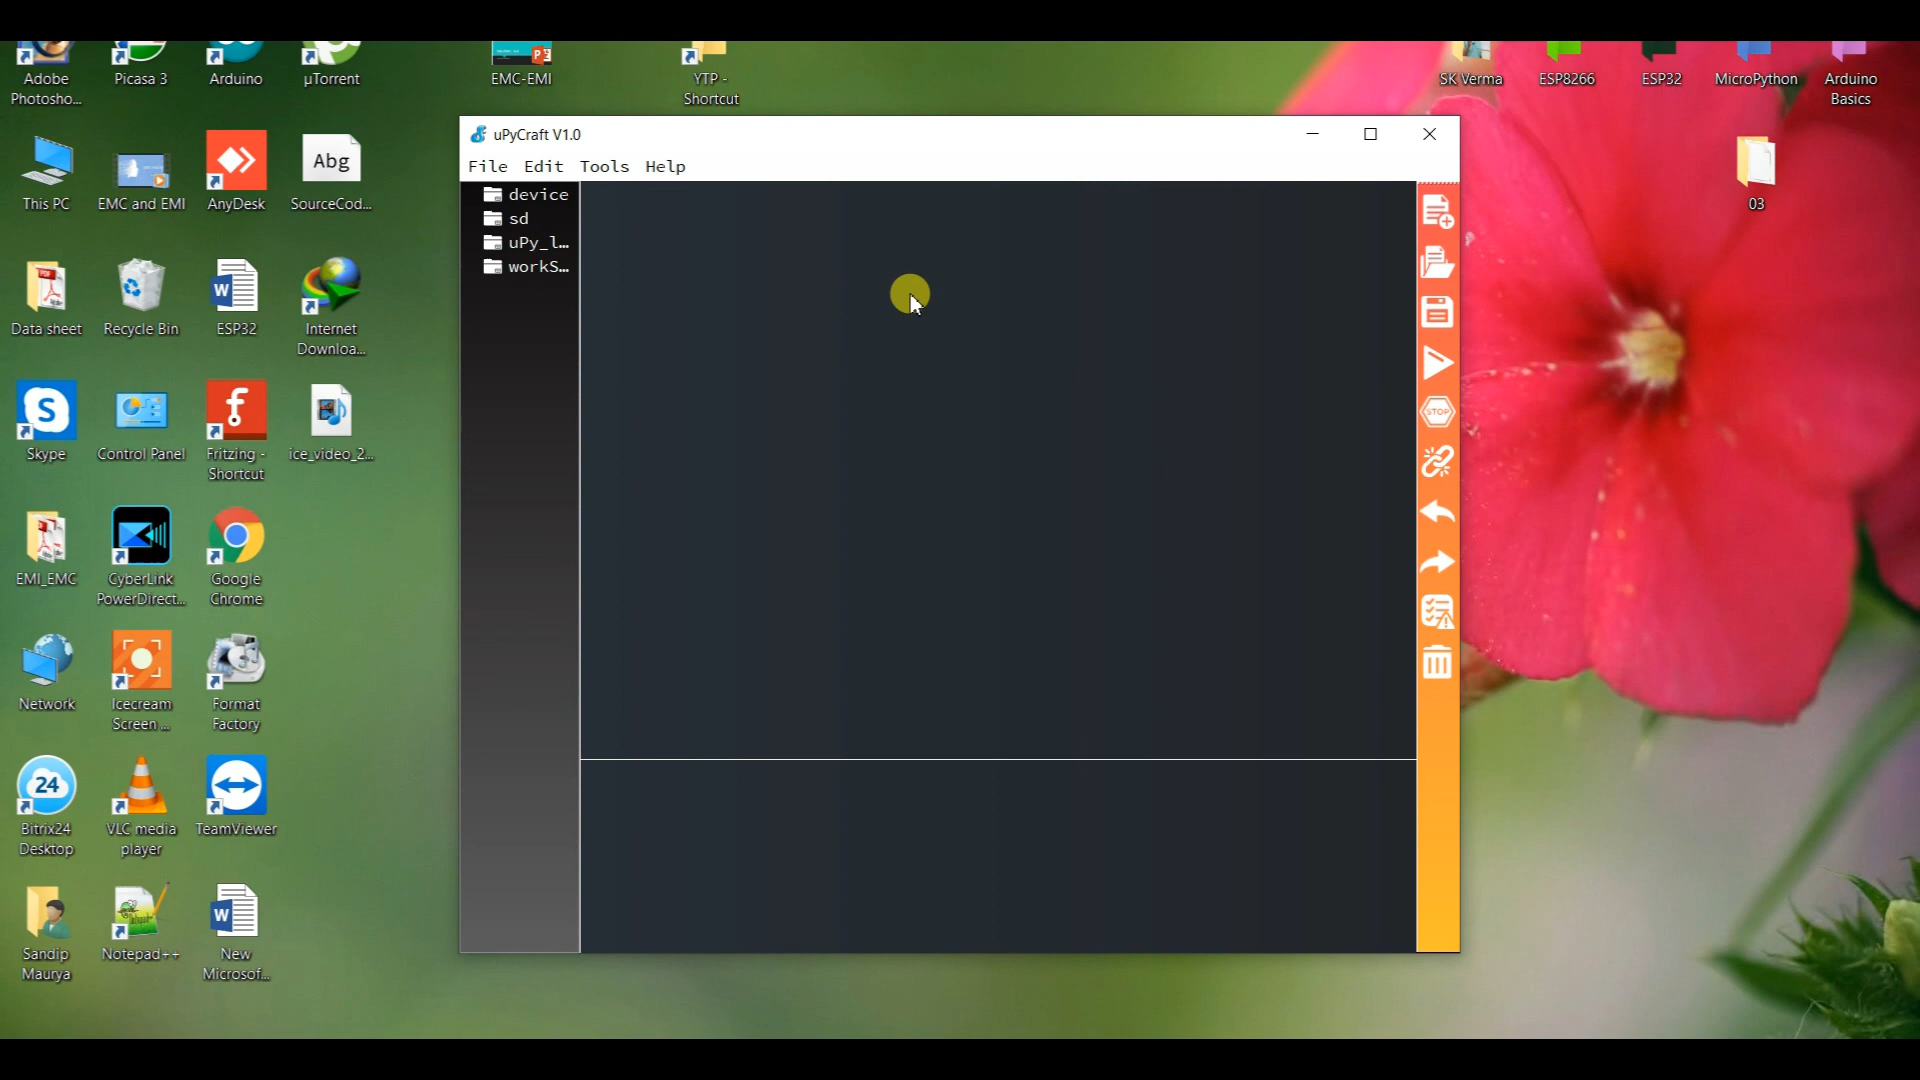 Adobe
Photosho...
Picasa 3
Arduino
µTorrent
EMC-EMI
P3
YTP -
Shortcut
SK Verma
ESP8266
ESP32
MicroPython
Arduino
Basics
This PC
EMC and EMI
AnyDesk
Abg
SourceCod...
03
uPyCraft V1.0
File Edit Tools Help
device
sd
uPy_l...
workS...
STOP
Data sheet
Recycle Bin
W
ESP32
Internet
Downloa...
S
Skype
Control Panel
f
Fritzing -
Shortcut
ice_video_2...
EMI_EMC
CyberLink
PowerDirect...
Google
Chrome
Network
Icecream
Screen ...
Format
Factory
24
Bitrix24
Desktop
VLC media
player
TeamViewer
Sandip
Maurya
Notepad++
W
New
Microsof...